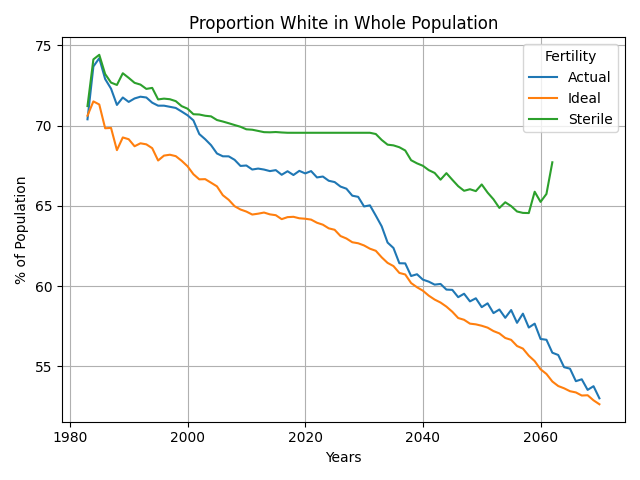 Proportion White in Whole Population
% of Population
75
70
65
60
55
Fertility
Actual
Ideal
Sterile
1980
2000
2020
2040
2060
Years